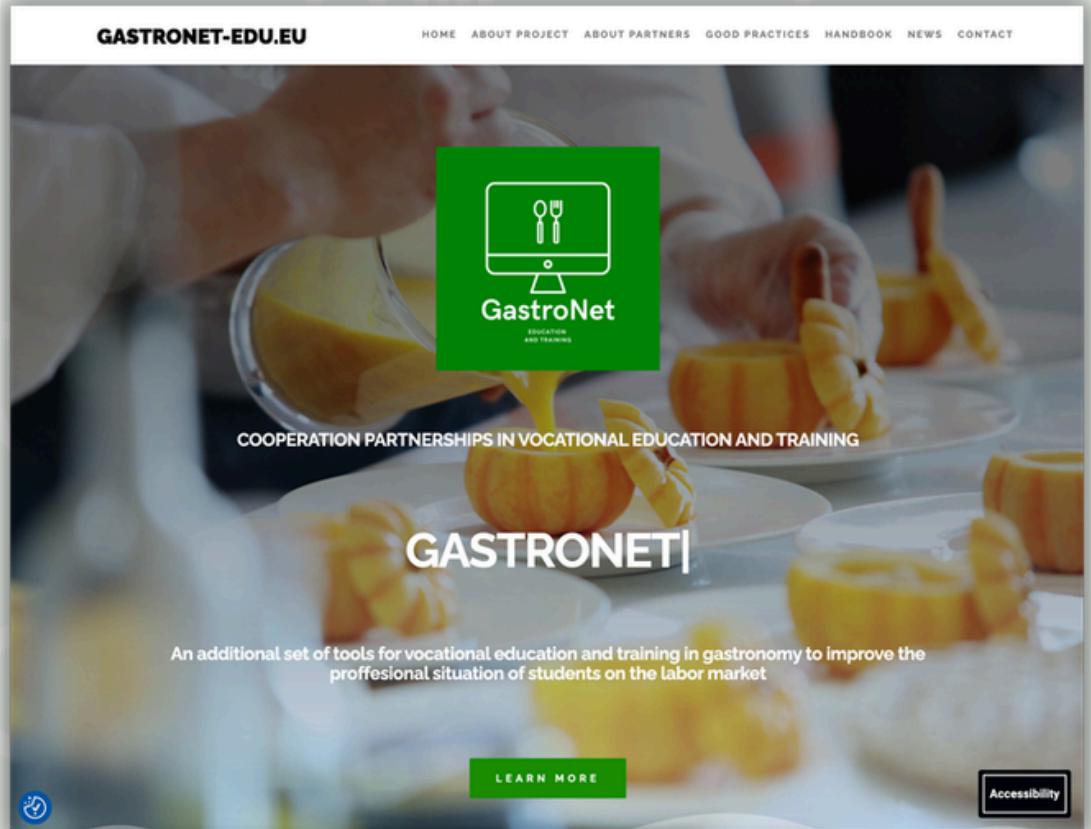 GASTRONET-EDU.EU
HOME ABOUT PROJECT ABOUT PARTNERS GOOD PRACTICES HANDBOOK NEWS CONTACT
GastroNet
EDUCATION
AND TRAINING
COOPERATION PARTNERSHIPS IN VOCATIONAL EDUCATION AND TRAINING
GASTRONET|
An additional set of tools for vocational education and training in gastronomy to improve the
proffesional situation of students on the labor market
LEARN MORE
Accessibility